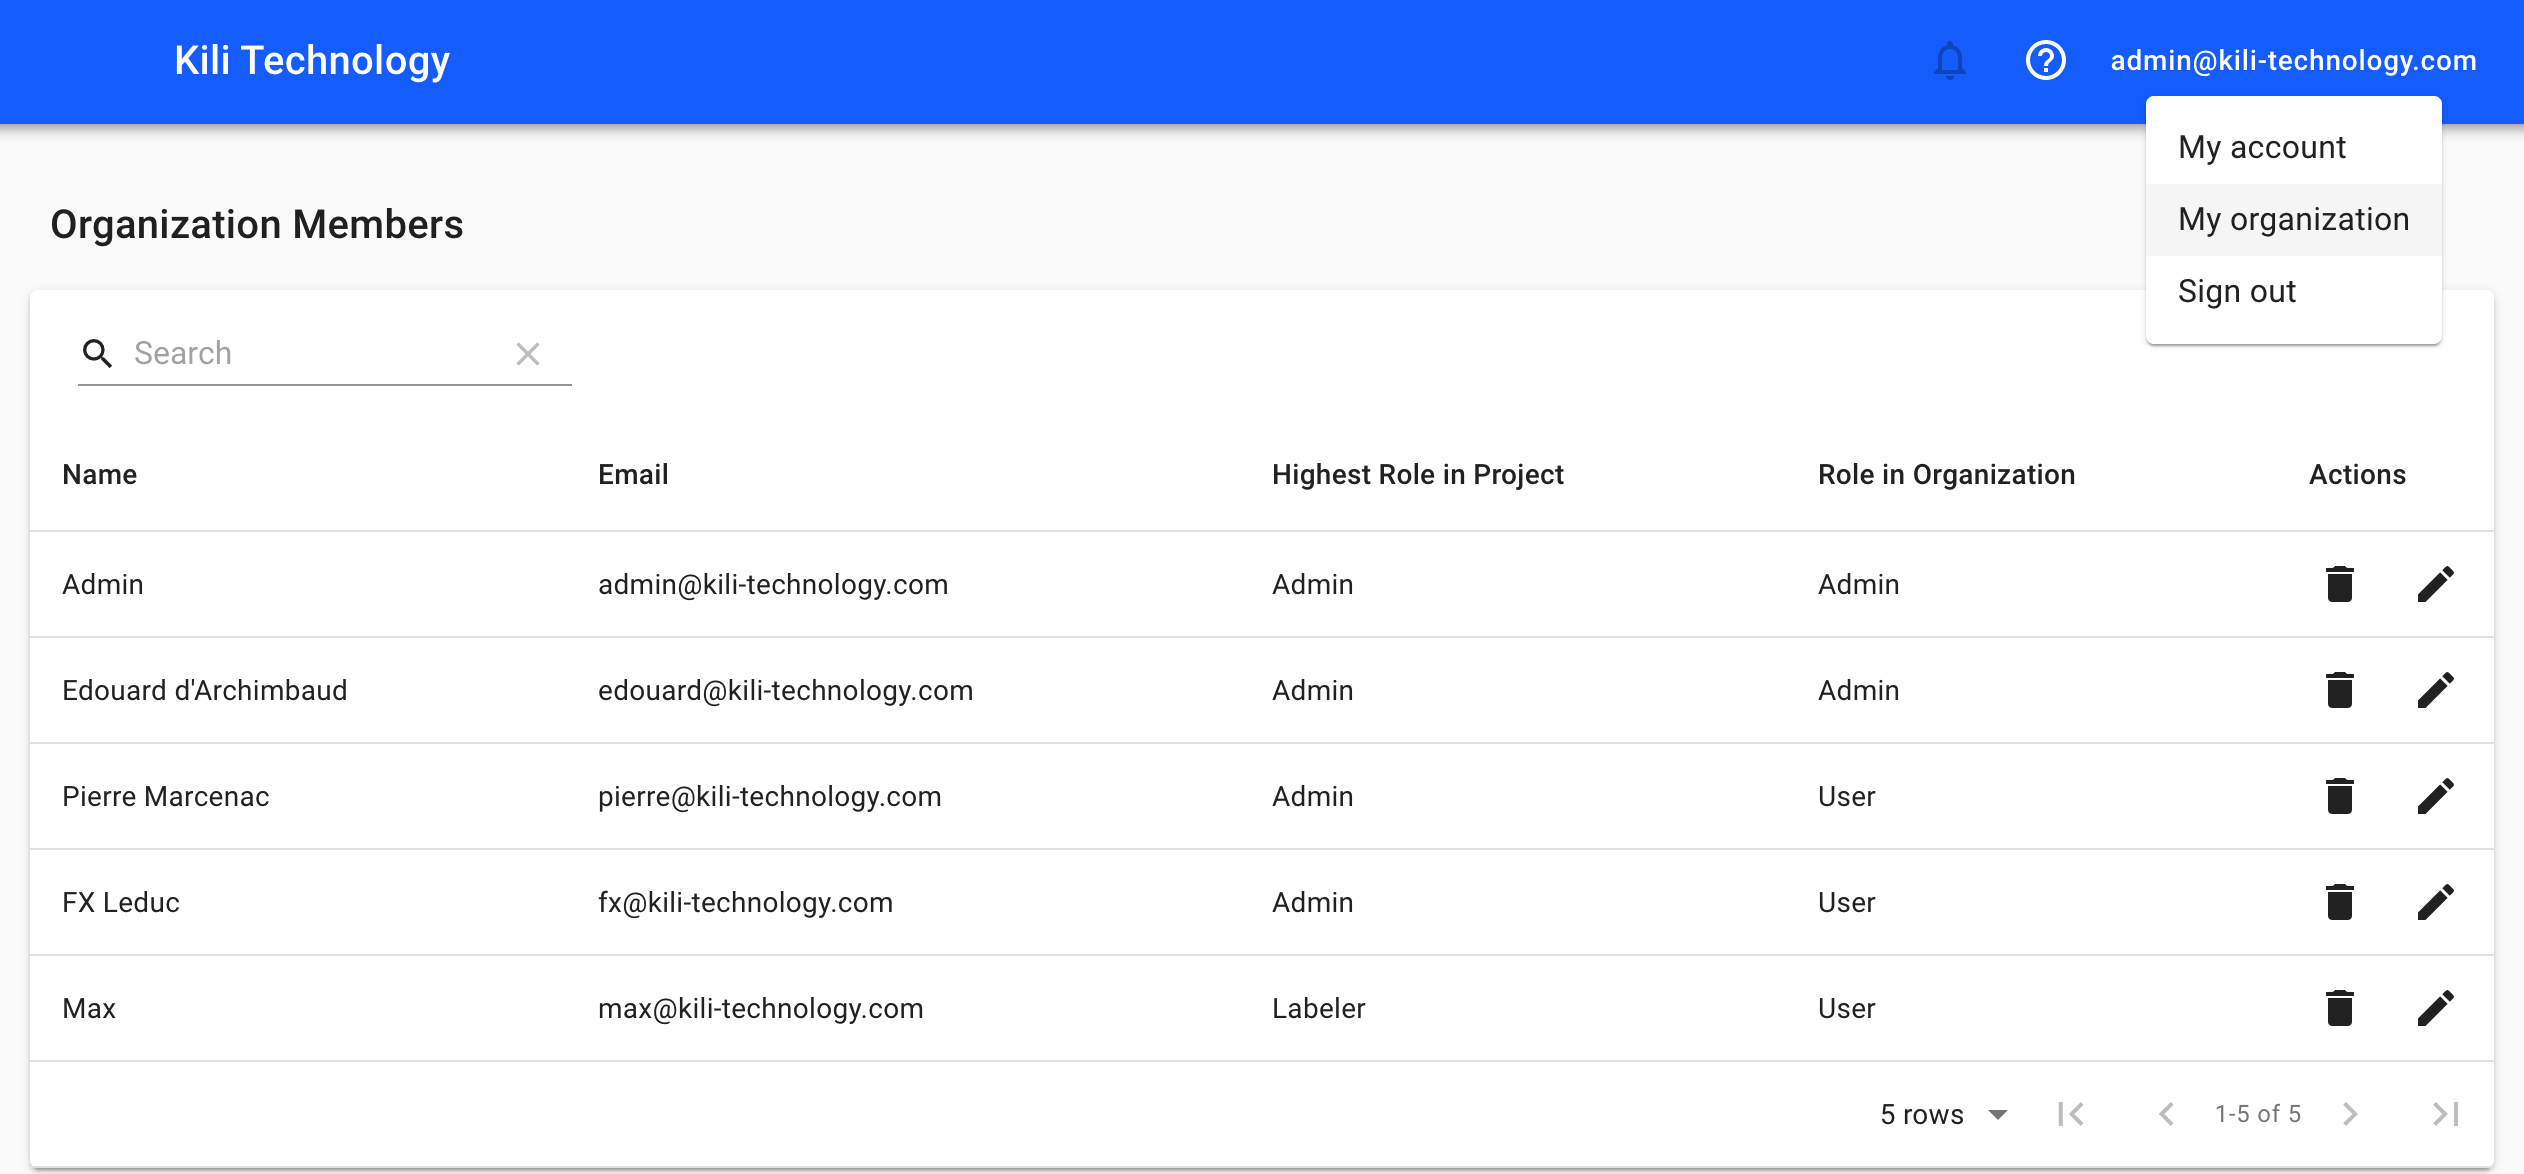 Kili Technology
admin@kili-technology.com
My account
My organization
Sign out
Organization Members
Search
Name Email Highest Role in Project Role in Organization Actions
Admin admin@kili-technology.com Admin Admin
Edouard d'Archimbaud edouard@kili-technology.com Admin Admin
Pierre Marcenac pierre@kili-technology.com Admin User
FX Leduc fx@kili-technology.com Admin User
Max max@kili-technology.com Labeler User
5 rows 1-5 of 5